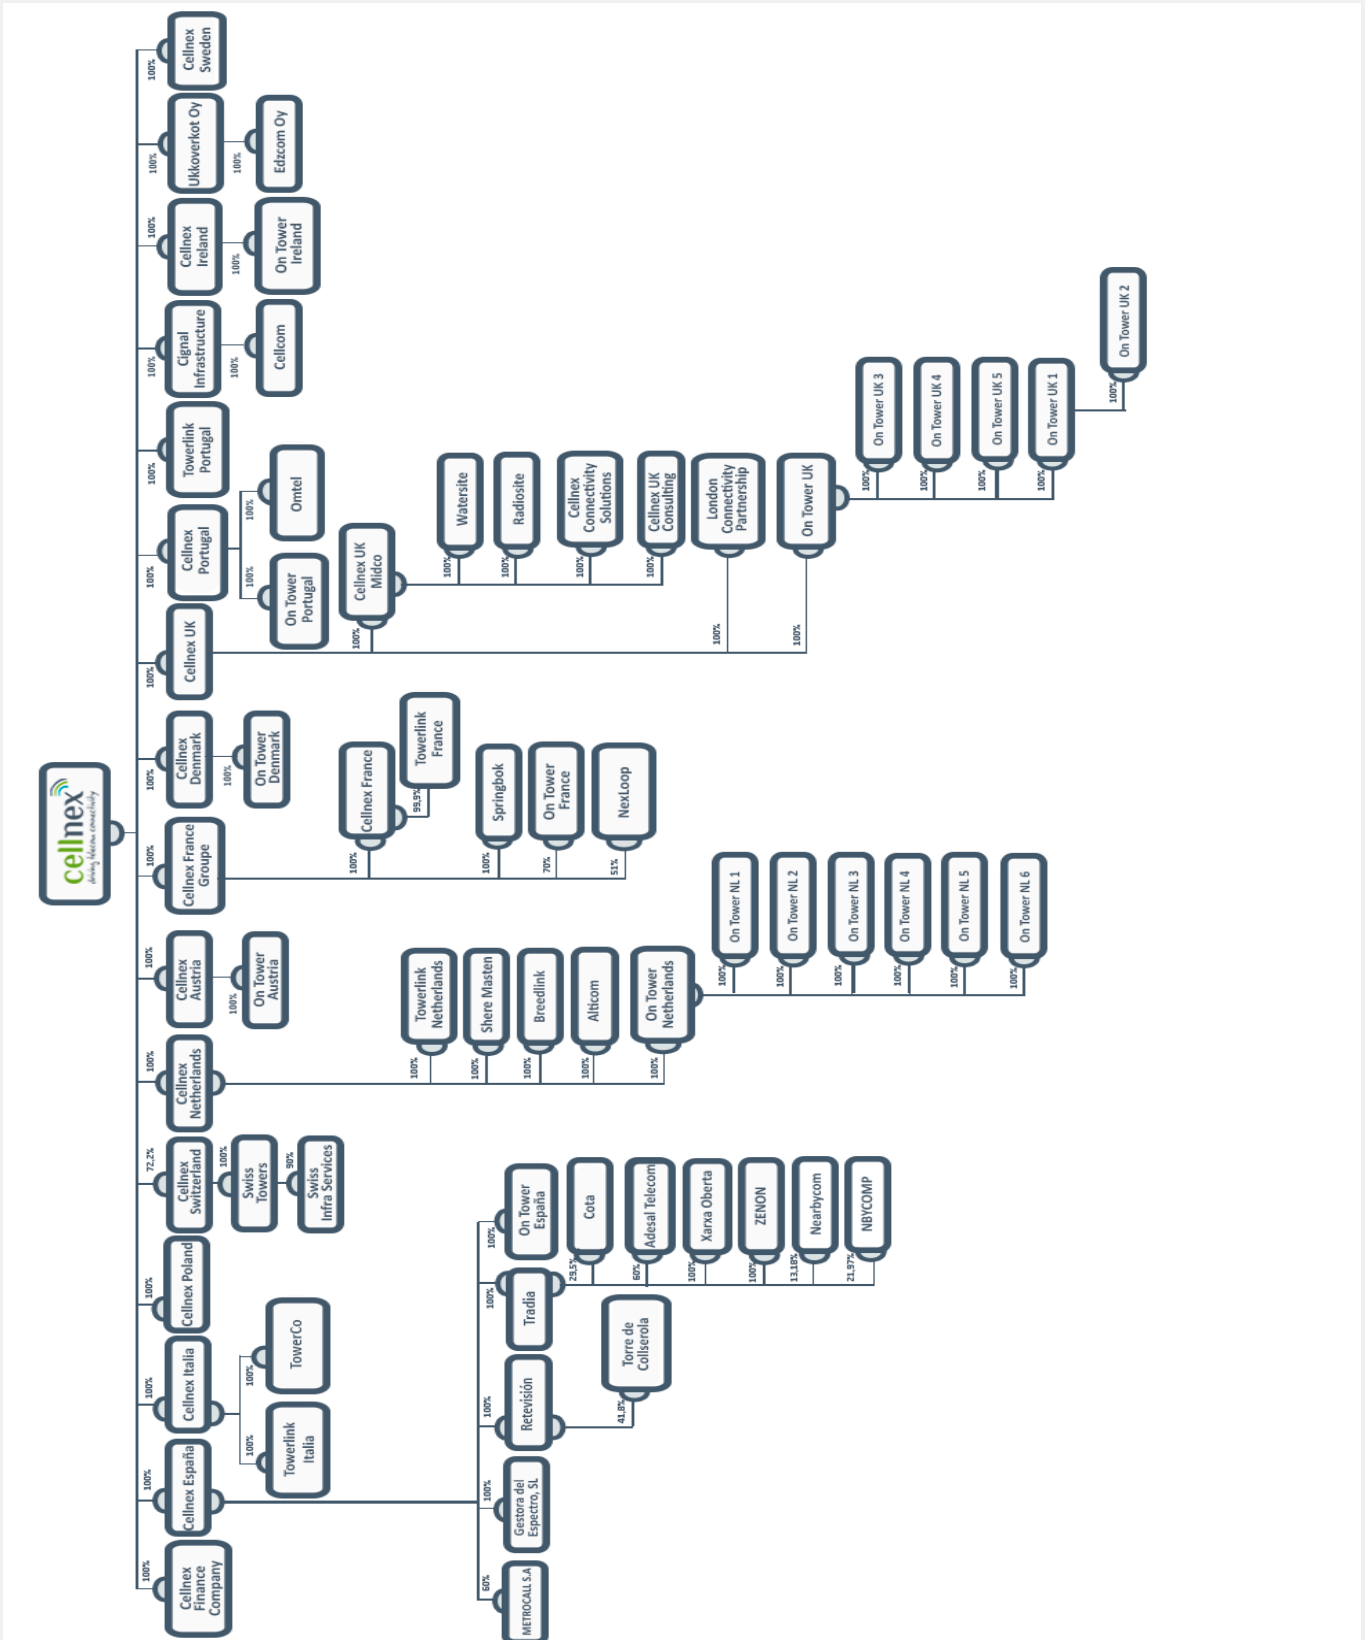 cellnex
driving telecom connectivity
100%
Cellnex
Finance
Company
100%
Cellnex España
100%
Cellnex Italia
100%
Cellnex Poland
72,2%
Cellnex
Switzerland
100%
Cellnex
Netherlands
100%
Cellnex
Austria
100%
Cellnex France
Groupe
100%
Cellnex
Denmark
100%
Cellnex UK
100%
Cellnex
Portugal
100%
Towerlink
Portugal
100%
Cignal
Infrastructure
100%
Cellnex
Ireland
100%
Ukkoverkot Oy
100%
Cellnex
Sweden
100%
Towerlink
Italia
100%
TowerCo
100%
Swiss
Towers
90%
Swiss
Infra Services
100%
On Tower
Austria
100%
On Tower
Denmark
100%
On Tower
Portugal
100%
Omtel
100%
Cellcom
100%
On Tower
Ireland
100%
Edzcom Oy
60%
METROCALL S.A
100%
Gestora del
Espectro, SL
100%
Retevisión
41,8%
Torre de
Collserola
100%
Tradia
100%
On Tower
España
29,5%
Cota
60%
Adesal Telecom
100%
Xarxa Oberta
100%
ZENON
13,18%
Nearbycom
21,97%
NBYCOMP
100%
Towerlink
Netherlands
100%
Shere Masten
100%
Breedlink
100%
Alticom
100%
On Tower
Netherlands
100%
On Tower NL 1
100%
On Tower NL 2
100%
On Tower NL 3
100%
On Tower NL 4
100%
On Tower NL 5
100%
On Tower NL 6
100%
Cellnex France
99,9%
Towerlink
France
100%
Springbok
70%
On Tower
France
51%
NexLoop
100%
Cellnex UK
Midco
100%
Watersite
100%
Radiosite
100%
Cellnex
Connectivity
Solutions
100%
Cellnex UK
Consulting
100%
London
Connectivity
Partnership
100%
On Tower UK
100%
On Tower UK 3
100%
On Tower UK 4
100%
On Tower UK 5
100%
On Tower UK 1
100%
On Tower UK 2